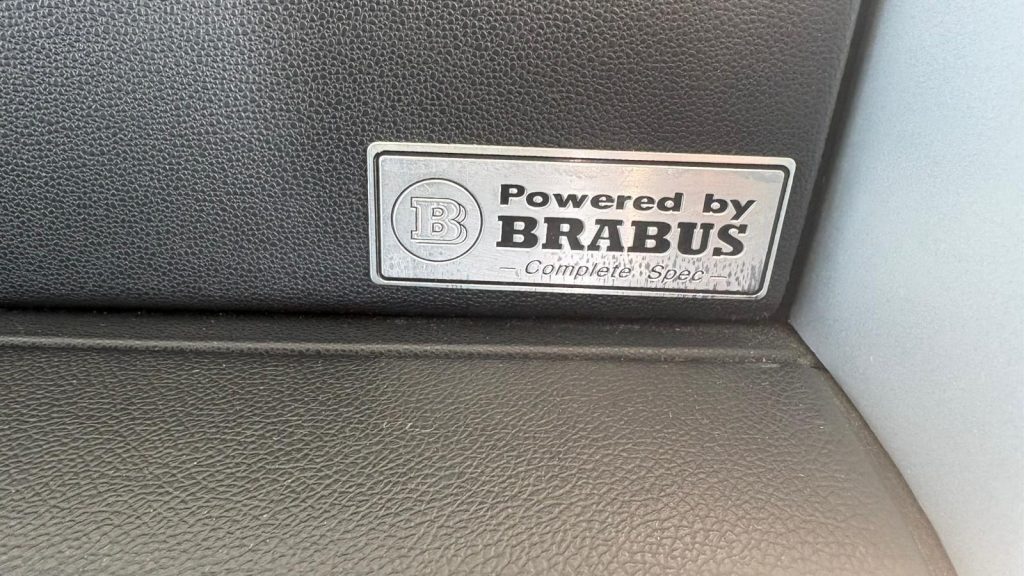 B
Powered by
BRABUS
– Complete Spec –